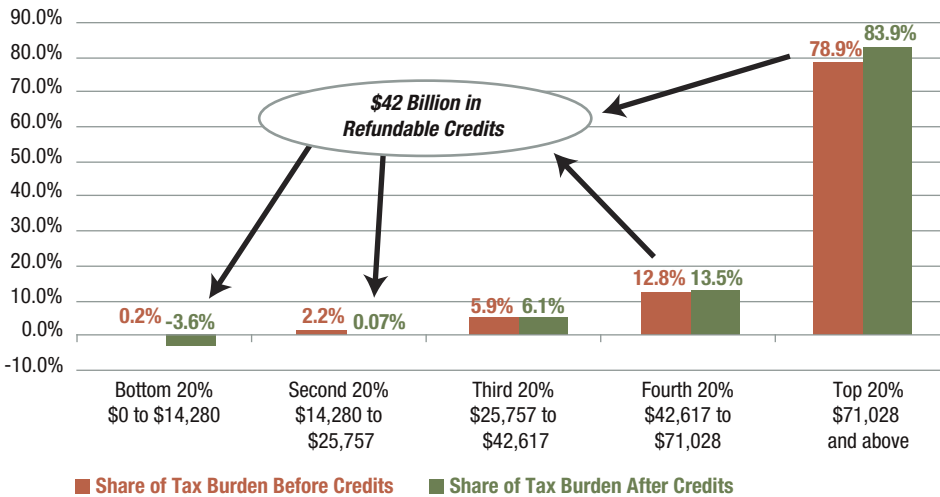 90.0%
80.0%
70.0%
60.0%
50.0%
40.0%
30.0%
20.0%
10.0%
0.0%
-10.0%
$42 Billion in
Refundable Credits
0.2% -3.6%
2.2% 0.07%
5.9% 6.1%
12.8% 13.5%
78.9% 83.9%
Bottom 20%
$0 to $14,280
Second 20%
$14,280 to
$25,757
Third 20%
$25,757 to
$42,617
Fourth 20%
$42,617 to
$71,028
Top 20%
$71,028
and above
Share of Tax Burden Before Credits
Share of Tax Burden After Credits